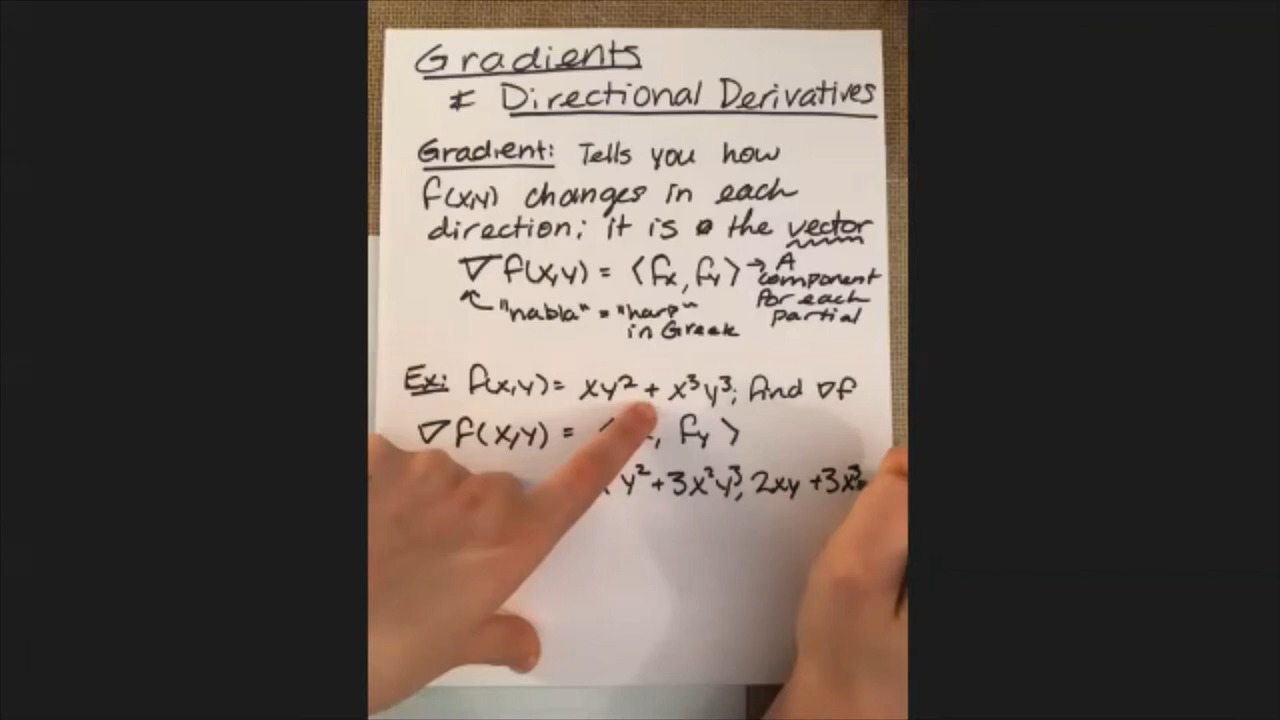 Gradients
& Directional Derivatives
Gradient: Tells you how
f(x,y) changes in each
direction; it is the vector
∇f(x,y) = ⟨fx, fy⟩ → A
component
for each
partial
"nabla" = "harp"
in Greek
Ex: f(x,y) = xy² + x³y³; find ∇f
∇f(x,y) = ⟨ , fy⟩
y² + 3x²y³, 2xy + 3x³